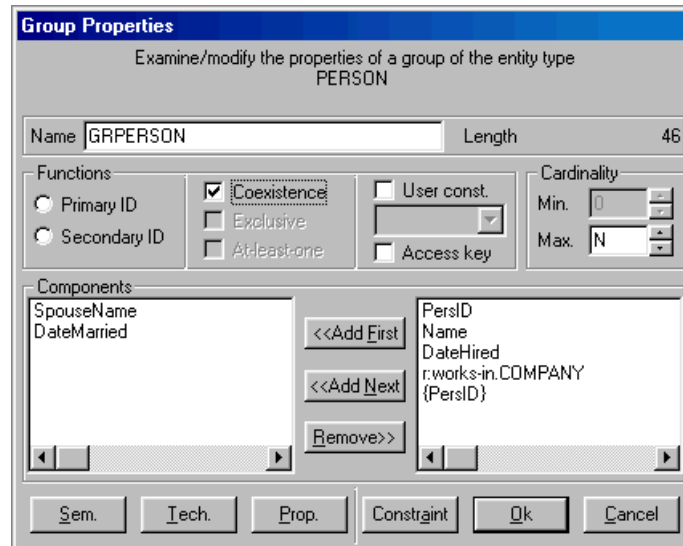 Group Properties
Examine/modify the properties of a group of the entity type
PERSON
Name GRPERSON Length 46
Functions
Primary ID
Secondary ID
Coexistence
Exclusive
At-least-one
User const.
Access key
Cardinality
Min. 0
Max. N
Components
SpouseName
DateMarried
<<Add First
<<Add Next
Remove>>
PersID
Name
DateHired
r:works-in.COMPANY
{PersID}
Sem. Tech. Prop. Constraint Ok Cancel